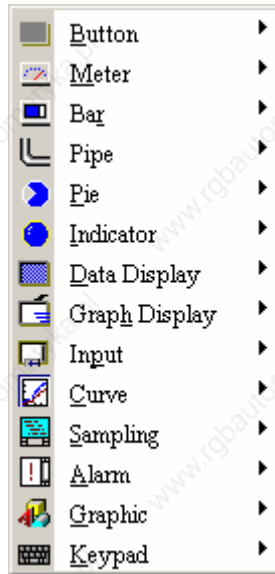 Button
Meter
Bar
Pipe
Pie
Indicator
Data Display
Graph Display
Input
Curve
Sampling
Alarm
Graphic
Keypad